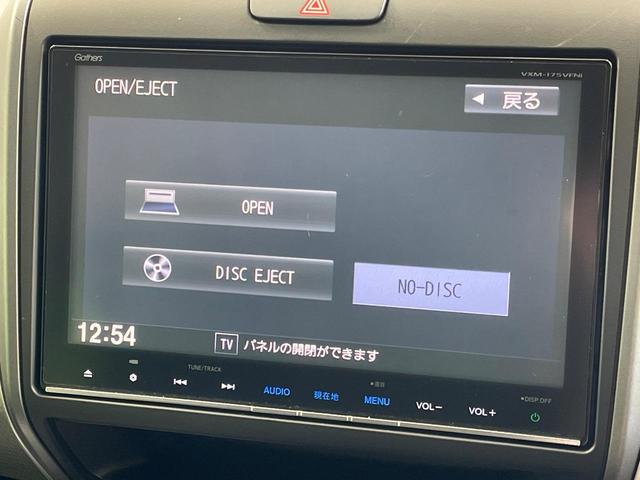 Gathers
VXM-175VFNi
OPEN/EJECT
戻る
OPEN
DISC EJECT
NO-DISC
12:54
TV パネルの開閉ができます
TUNE/TRACK
AUDIO
現在地
MENU
VOL−
VOL+
DISP OFF